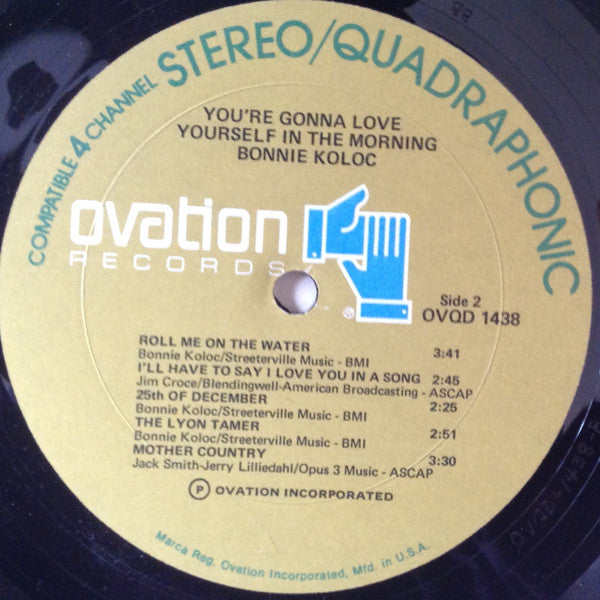 COMPATIBLE 4 CHANNEL STEREO/QUADRAPHONIC
YOU'RE GONNA LOVE
YOURSELF IN THE MORNING
BONNIE KOLOC
ovation
RECORDS
®
Side 2
OVQD 1438
ROLL ME ON THE WATER 3:41
Bonnie Koloc/Streeterville Music - BMI
I'LL HAVE TO SAY I LOVE YOU IN A SONG 2:45
Jim Croce/Blendingwell-American Broadcasting - ASCAP
25th OF DECEMBER 2:25
Bonnie Koloc/Streeterville Music - BMI
THE LYON TAMER 2:51
Bonnie Koloc/Streeterville Music - BMI
MOTHER COUNTRY 3:30
Jack Smith-Jerry Lilliedahl/Opus 3 Music - ASCAP
Ⓟ OVATION INCORPORATED
Marca Reg. Ovation Incorporated, Mfd. in U.S.A.